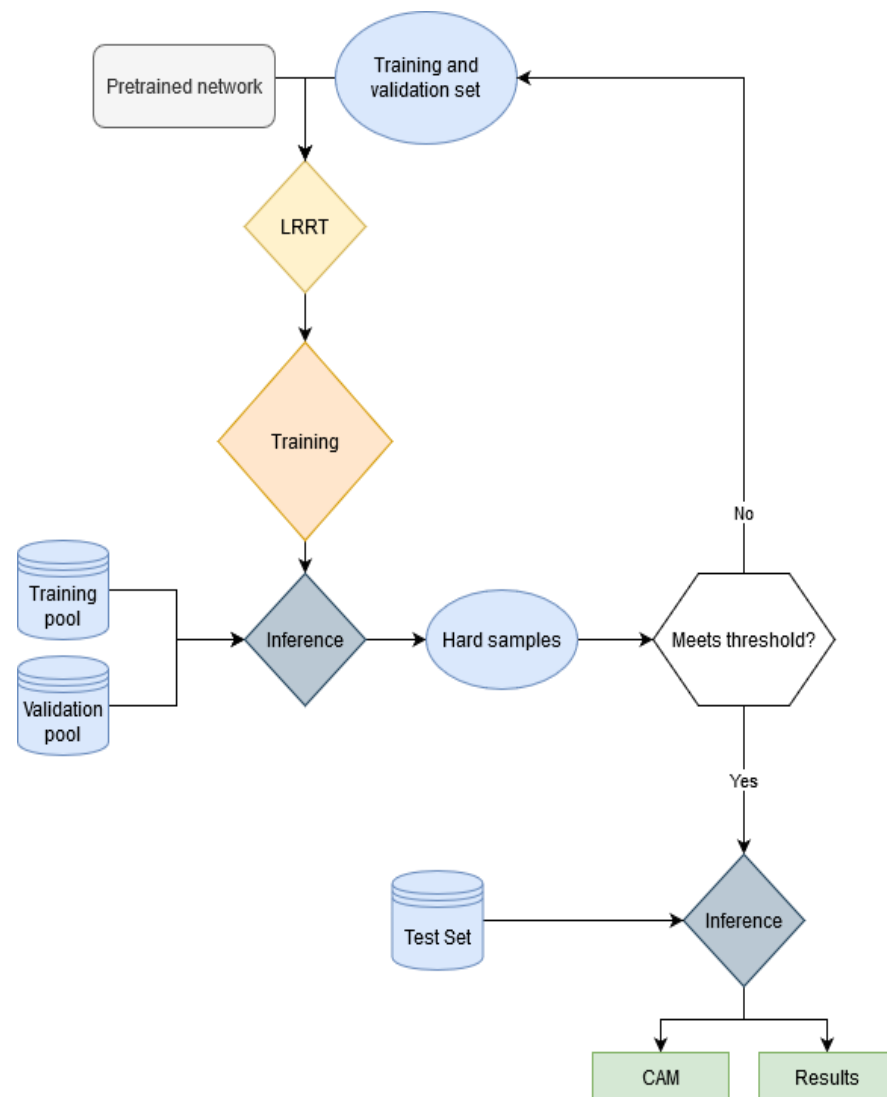 Pretrained network
Training and
validation set
LRRT
Training
No
Training
pool
Inference
Hard samples
Meets threshold?
Validation
pool
Yes
Test Set
Inference
CAM
Results